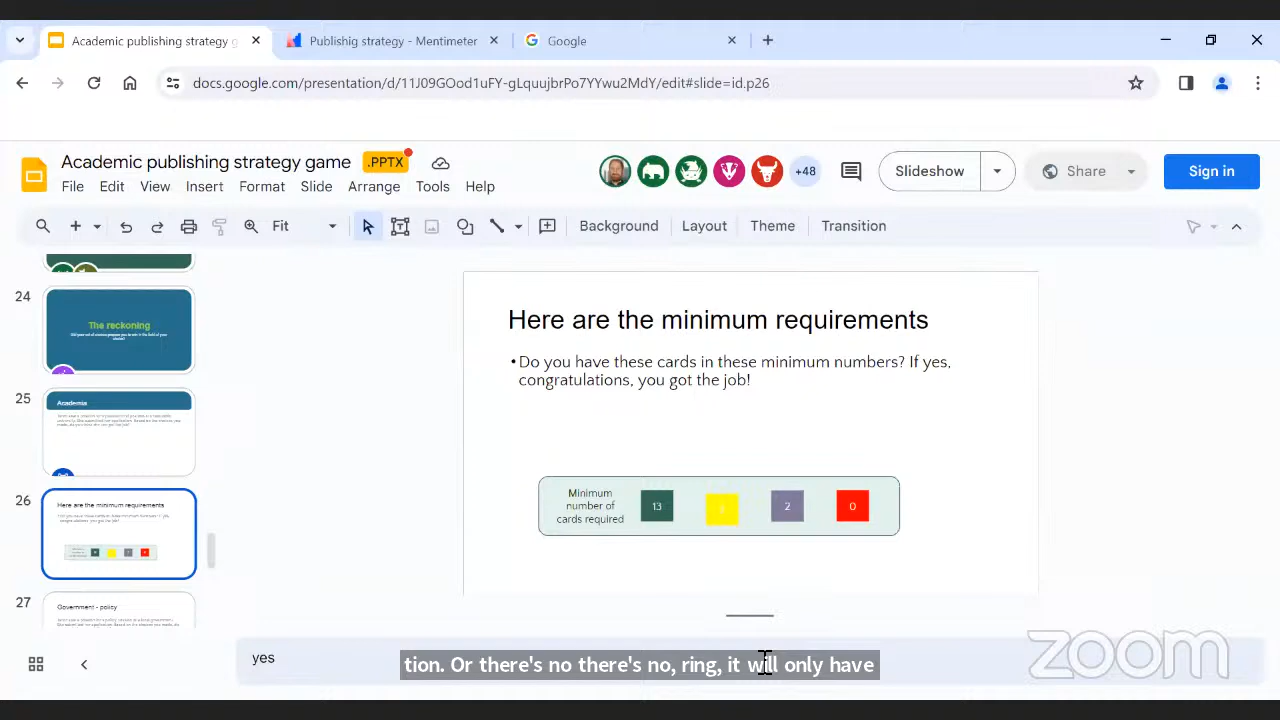 Academic publishing strategy g
Publishig strategy - Mentimeter
Google
docs.google.com/presentation/d/11J09GOod1uFY-gLquujbrPo7YYwu2MdY/edit#slide=id.p26
Academic publishing strategy game
.PPTX
+48
Slideshow
Share
Sign in
File Edit View Insert Format Slide Arrange Tools Help
Fit
Background Layout Theme Transition
24
The reckoning
25
Academia
26
Here are the minimum requirements
27
Government - policy
Here are the minimum requirements
• Do you have these cards in these minimum numbers? If yes,
congratulations, you got the job!
Minimum
number of
cards required
13
2
0
yes
tion. Or there's no there's no, ring, it will only have
zoom